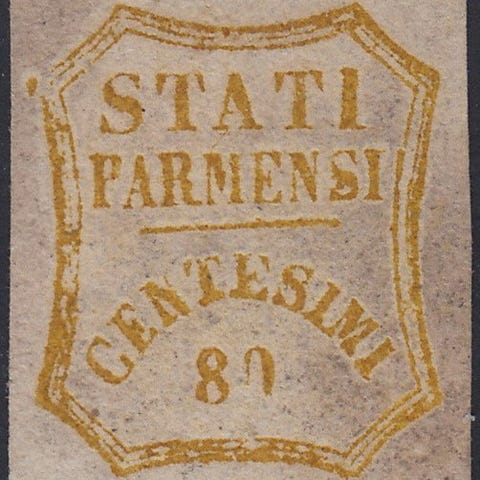 STATI
PARMENSI
CENTESIMI
80